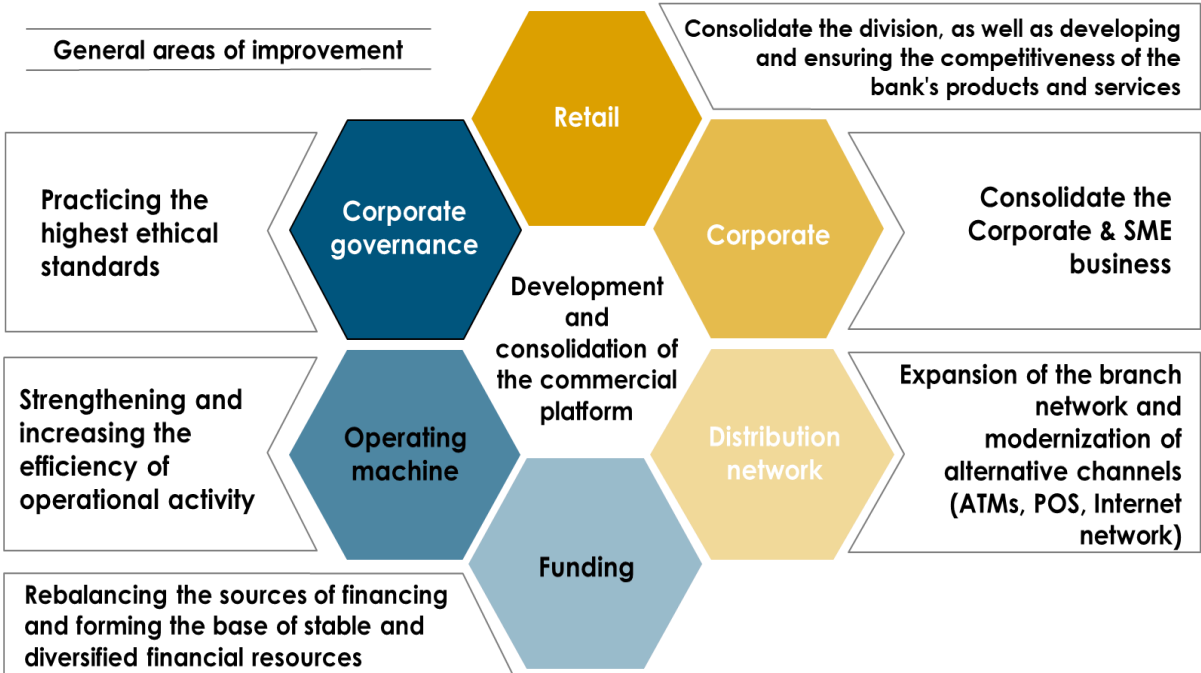 General areas of improvement
Consolidate the division, as well as developing
and ensuring the competitiveness of the
bank's products and services
Retail
Practicing the
highest ethical
standards
Corporate
governance
Corporate
Consolidate the
Corporate & SME
business
Development
and
consolidation of
the commercial
platform
Strengthening and
increasing the
efficiency of
operational activity
Operating
machine
Distribution
network
Expansion of the branch
network and
modernization of
alternative channels
(ATMs, POS, Internet
network)
Funding
Rebalancing the sources of financing
and forming the base of stable and
diversified financial resources